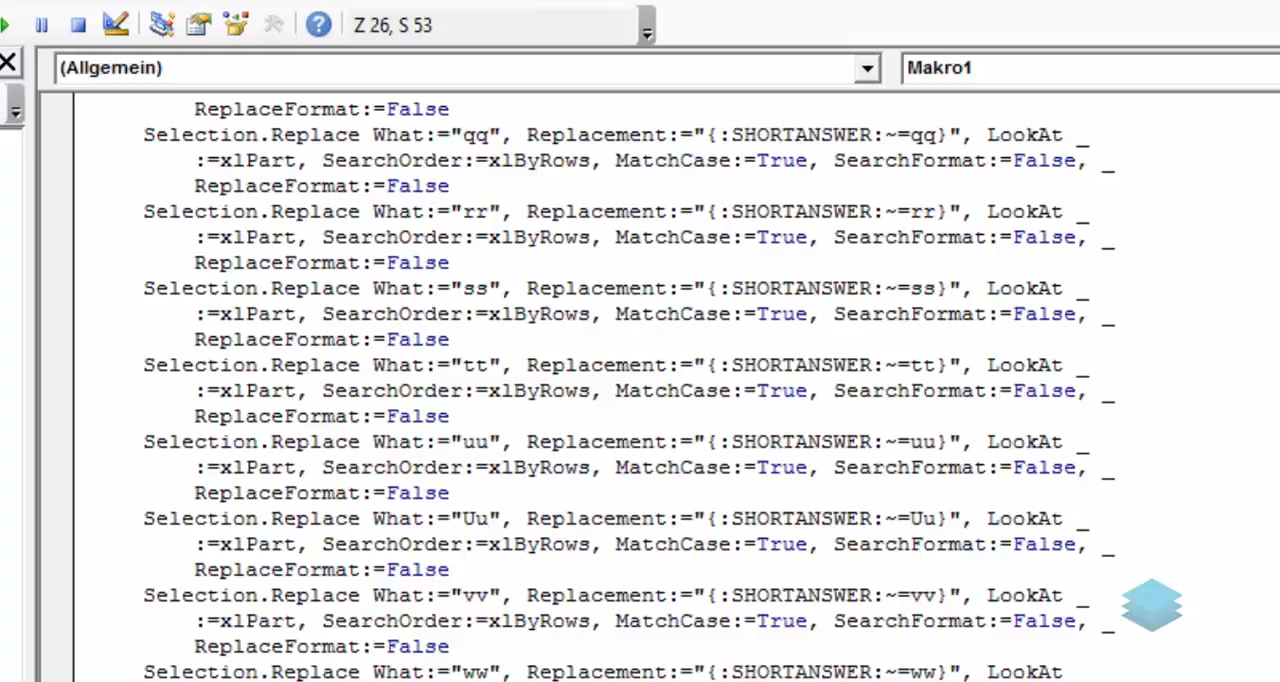 Z 26, S 53
(Allgemein)
Makro1
ReplaceFormat:=False
Selection.Replace What:="qq", Replacement:="{:SHORTANSWER:~=qq}", LookAt _
:=xlPart, SearchOrder:=xlByRows, MatchCase:=True, SearchFormat:=False, _
ReplaceFormat:=False
Selection.Replace What:="rr", Replacement:="{:SHORTANSWER:~=rr}", LookAt _
:=xlPart, SearchOrder:=xlByRows, MatchCase:=True, SearchFormat:=False, _
ReplaceFormat:=False
Selection.Replace What:="ss", Replacement:="{:SHORTANSWER:~=ss}", LookAt _
:=xlPart, SearchOrder:=xlByRows, MatchCase:=True, SearchFormat:=False, _
ReplaceFormat:=False
Selection.Replace What:="tt", Replacement:="{:SHORTANSWER:~=tt}", LookAt _
:=xlPart, SearchOrder:=xlByRows, MatchCase:=True, SearchFormat:=False, _
ReplaceFormat:=False
Selection.Replace What:="uu", Replacement:="{:SHORTANSWER:~=uu}", LookAt _
:=xlPart, SearchOrder:=xlByRows, MatchCase:=True, SearchFormat:=False, _
ReplaceFormat:=False
Selection.Replace What:="Uu", Replacement:="{:SHORTANSWER:~=Uu}", LookAt _
:=xlPart, SearchOrder:=xlByRows, MatchCase:=True, SearchFormat:=False, _
ReplaceFormat:=False
Selection.Replace What:="vv", Replacement:="{:SHORTANSWER:~=vv}", LookAt _
:=xlPart, SearchOrder:=xlByRows, MatchCase:=True, SearchFormat:=False, _
ReplaceFormat:=False
Selection.Replace What:="ww", Replacement:="{:SHORTANSWER:~=ww}", LookAt